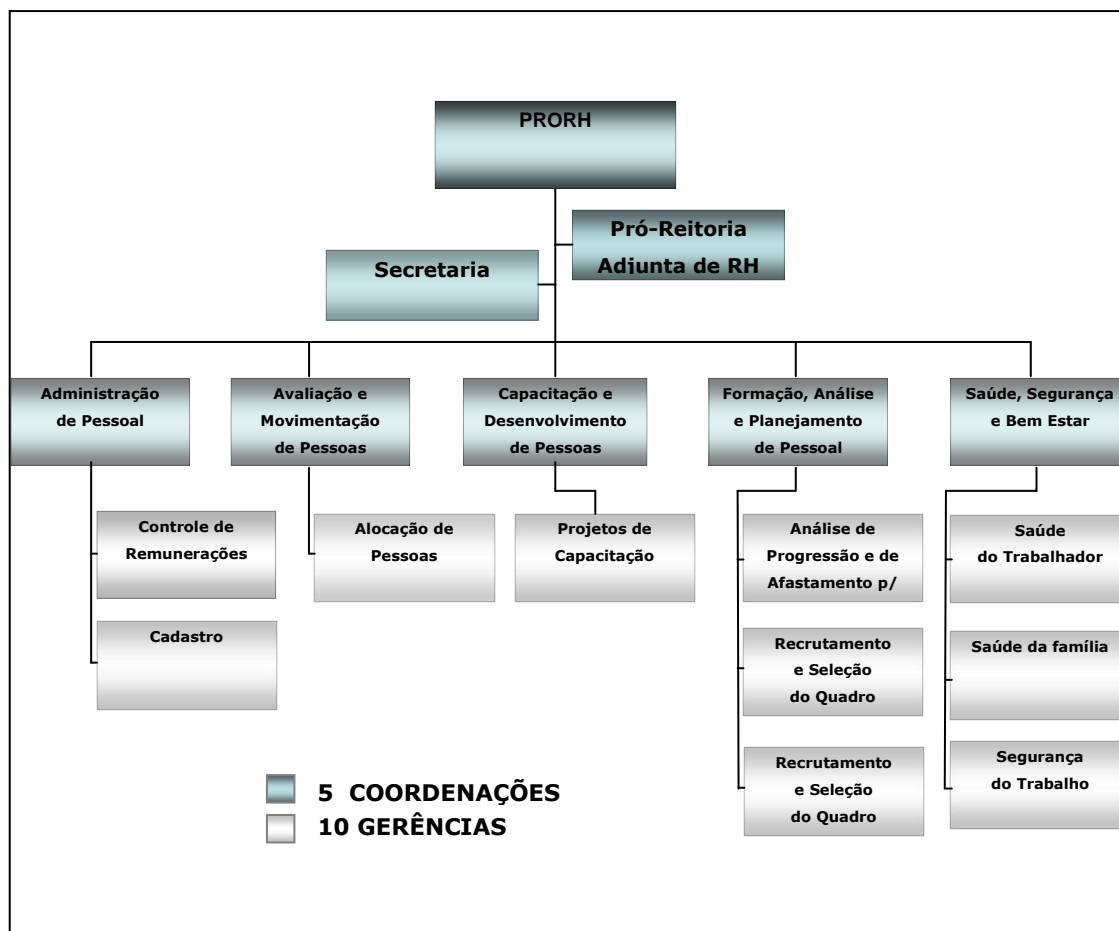 PRORH
Pró-Reitoria
Adjunta de RH
Secretaria
Administração
de Pessoal
Avaliação e
Movimentação
de Pessoas
Capacitação e
Desenvolvimento
de Pessoas
Formação, Análise
e Planejamento
de Pessoal
Saúde, Segurança
e Bem Estar
Controle de
Remunerações
Alocação de
Pessoas
Projetos de
Capacitação
Análise de
Progressão e de
Afastamento p/
Saúde
do Trabalhador
Cadastro
Recrutamento
e Seleção
do Quadro
Saúde da família
Recrutamento
e Seleção
do Quadro
Segurança
do Trabalho
5 COORDENAÇÕES
10 GERÊNCIAS